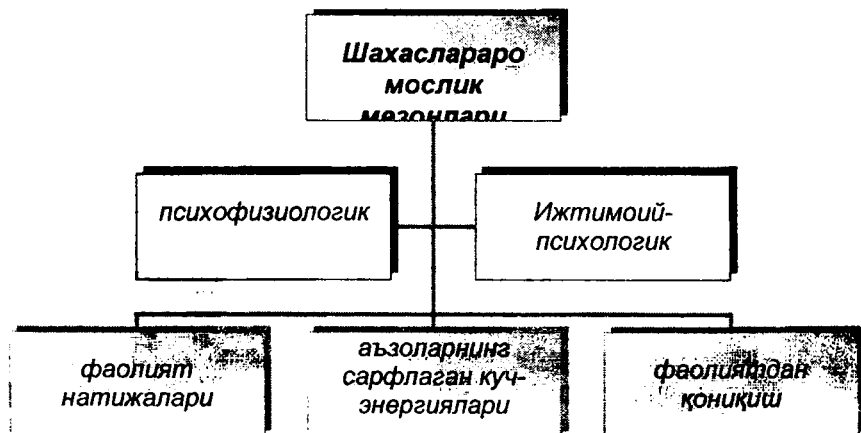 Шахаслараро
мослик
мезонлари
психофизиологик
Ижтимоий-
психологик
фаолият
натижалари
аъзоларнинг
сарфлаган куч-
энергиялари
фаолиятдан
қониқиш